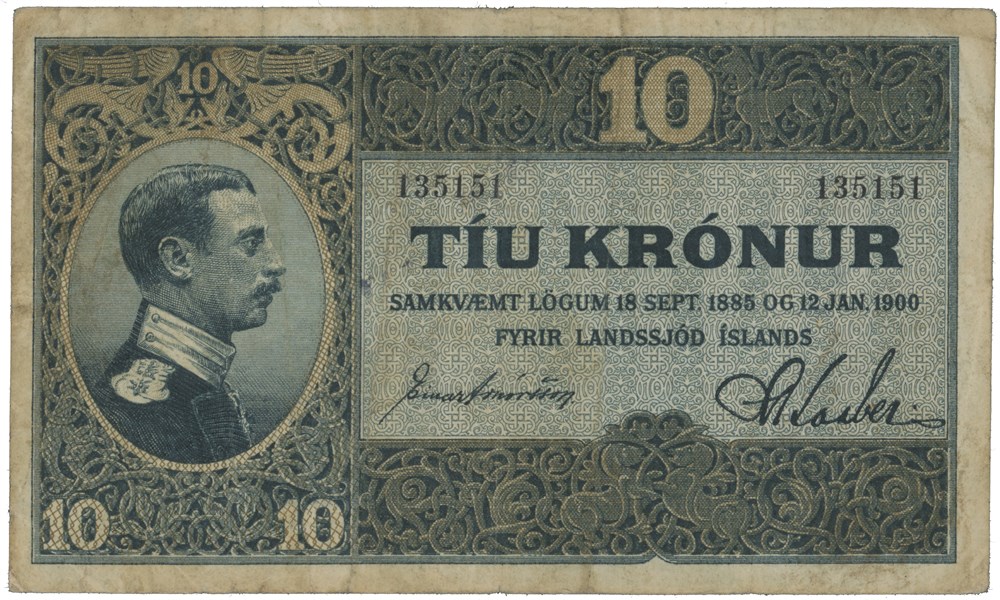 10
10
135151 135151
TÍU KRÓNUR
SAMKVÆMT LÖGUM 18 SEPT. 1885 OG 12 JAN. 1900
FYRIR LANDSSJÓD ÍSLANDS
10 10